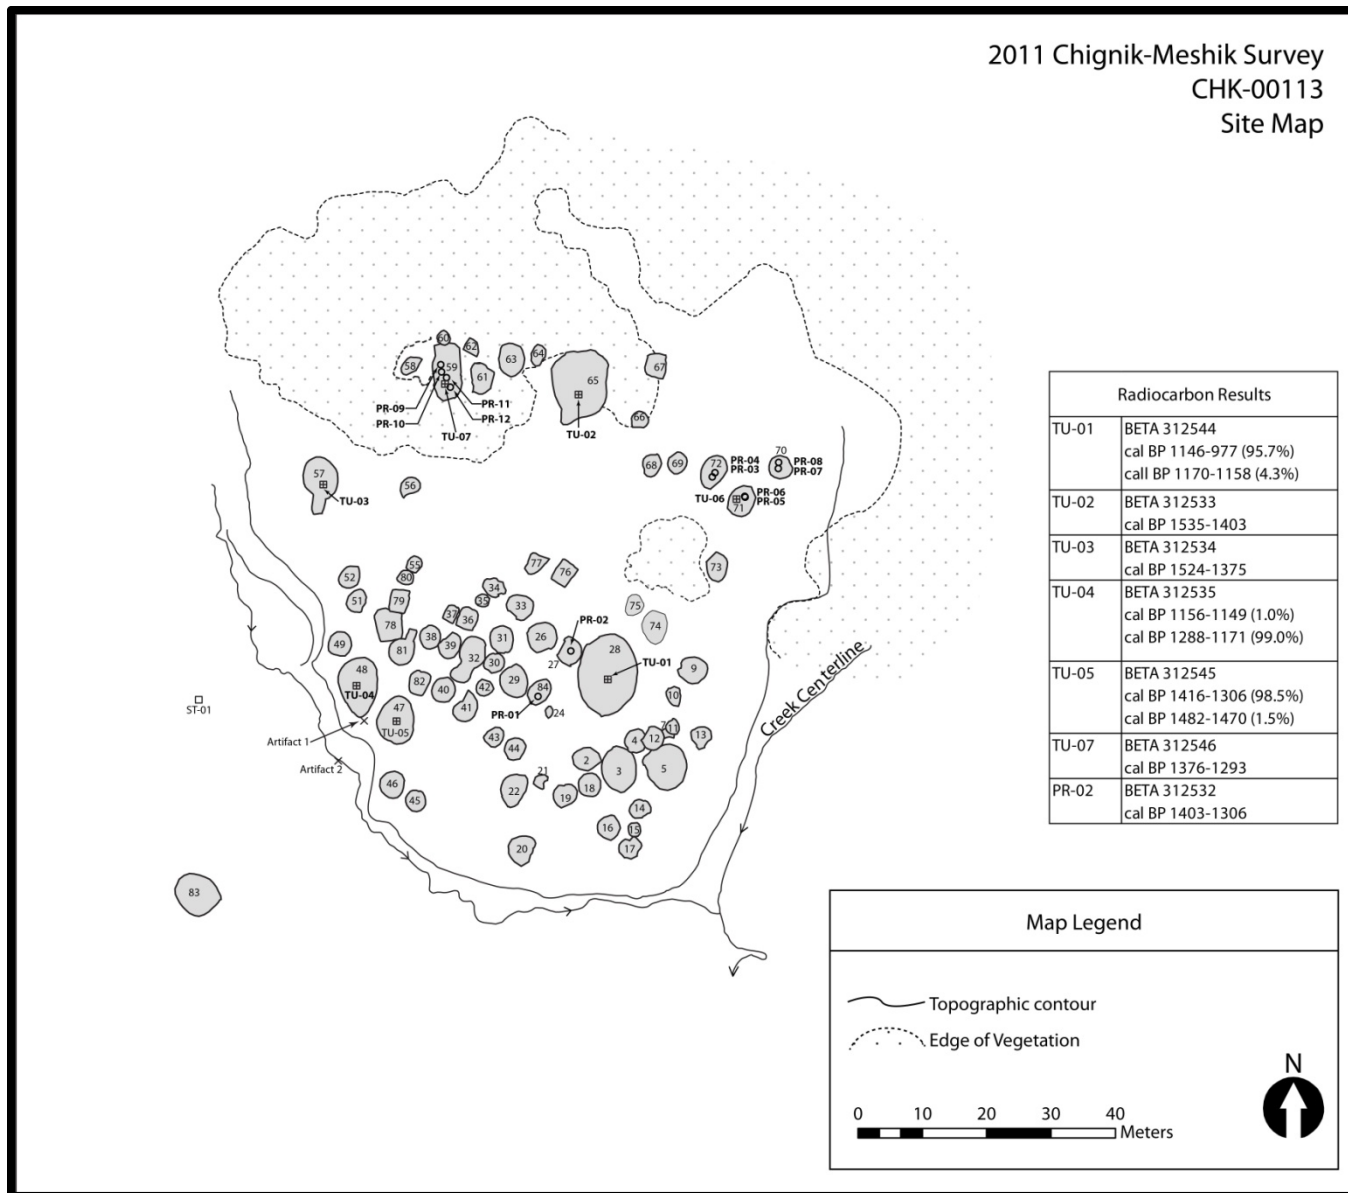 2011 Chignik-Meshik Survey
CHK-00113
Site Map
60
62
58
59
61
63
64
65
67
66
PR-09
PR-10
PR-11
PR-12
TU-07
TU-02
57
TU-03
56
68
69
72
PR-04
PR-03
70
PR-08
PR-07
TU-06
71
PR-06
PR-05
73
55
80
52
51
79
77
76
34
35
33
37
36
78
75
74
49
81
38
39
32
31
30
26
27
PR-02
28
TU-01
9
48
TU-04
82
40
42
29
84
41
PR-01
24
10
ST-01
47
TU-05
Artifact 1
Artifact 2
43
44
4
12
7
11
13
2
3
5
46
45
22
21
19
18
14
16
15
17
20
83
Creek Centerline
Radiocarbon Results
TU-01 BETA 312544
cal BP 1146-977 (95.7%)
call BP 1170-1158 (4.3%)
TU-02 BETA 312533
cal BP 1535-1403
TU-03 BETA 312534
cal BP 1524-1375
TU-04 BETA 312535
cal BP 1156-1149 (1.0%)
cal BP 1288-1171 (99.0%)
TU-05 BETA 312545
cal BP 1416-1306 (98.5%)
cal BP 1482-1470 (1.5%)
TU-07 BETA 312546
cal BP 1376-1293
PR-02 BETA 312532
cal BP 1403-1306
Map Legend
Topographic contour
Edge of Vegetation
N
0 10 20 30 40
Meters